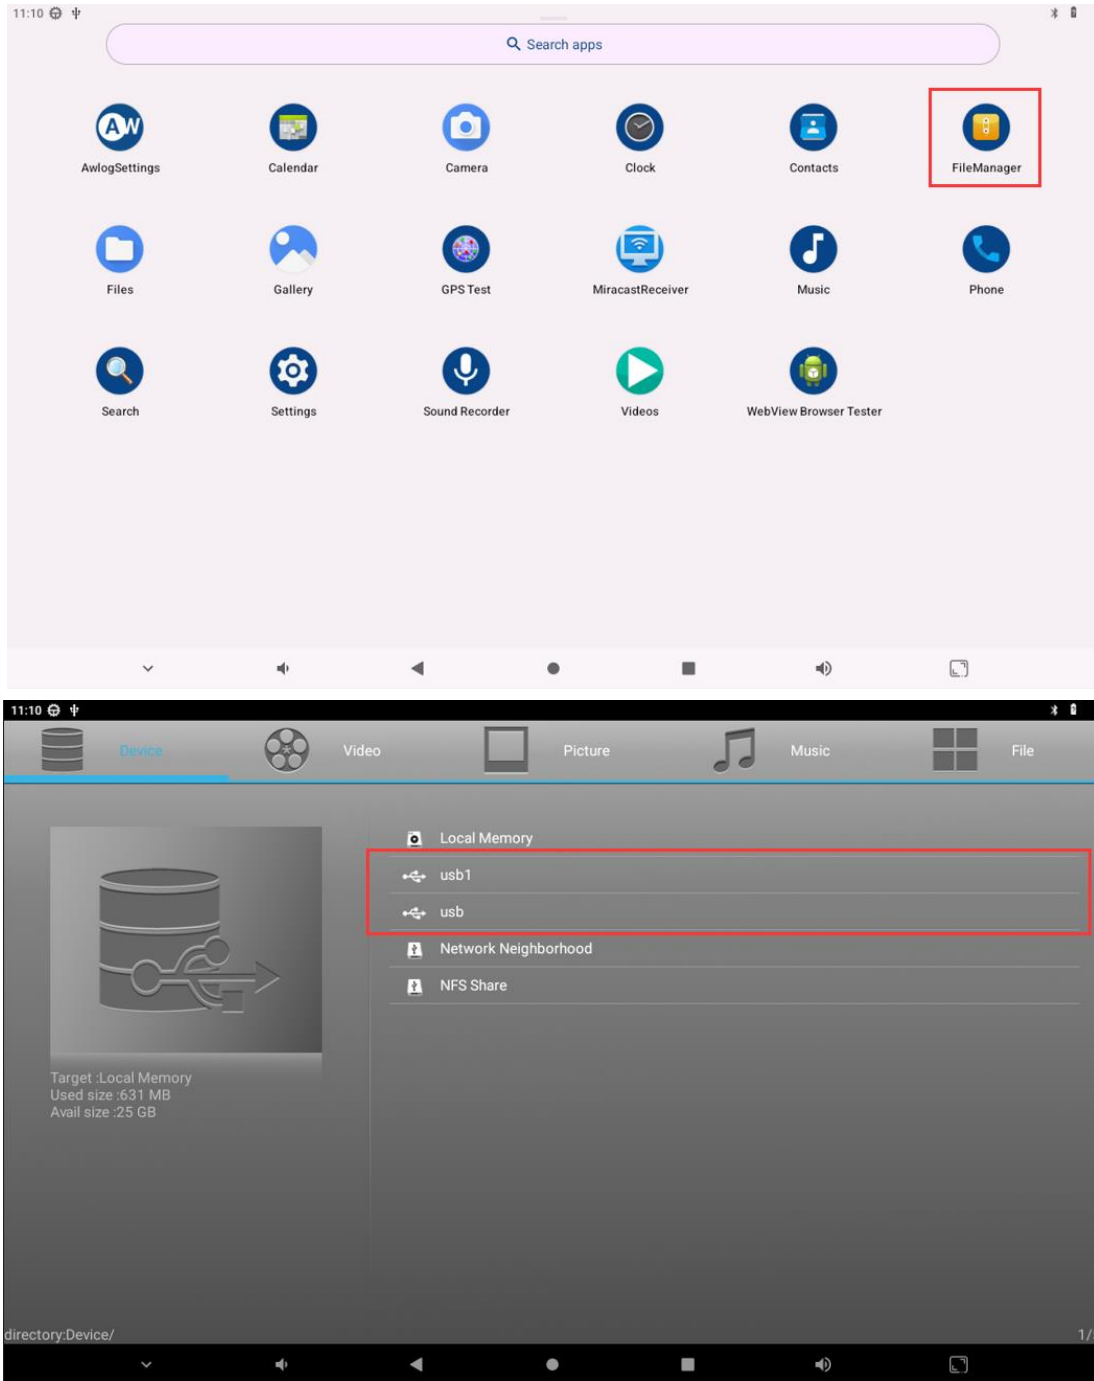 11:10
Search apps
AwlogSettings
Calendar
Camera
Clock
Contacts
FileManager
Files
Gallery
GPS Test
MiracastReceiver
Music
Phone
Search
Settings
Sound Recorder
Videos
WebView Browser Tester
11:10
Device
Video
Picture
Music
File
Local Memory
usb1
usb
Network Neighborhood
NFS Share
Target :Local Memory
Used size :631 MB
Avail size :25 GB
directory:Device/
1/